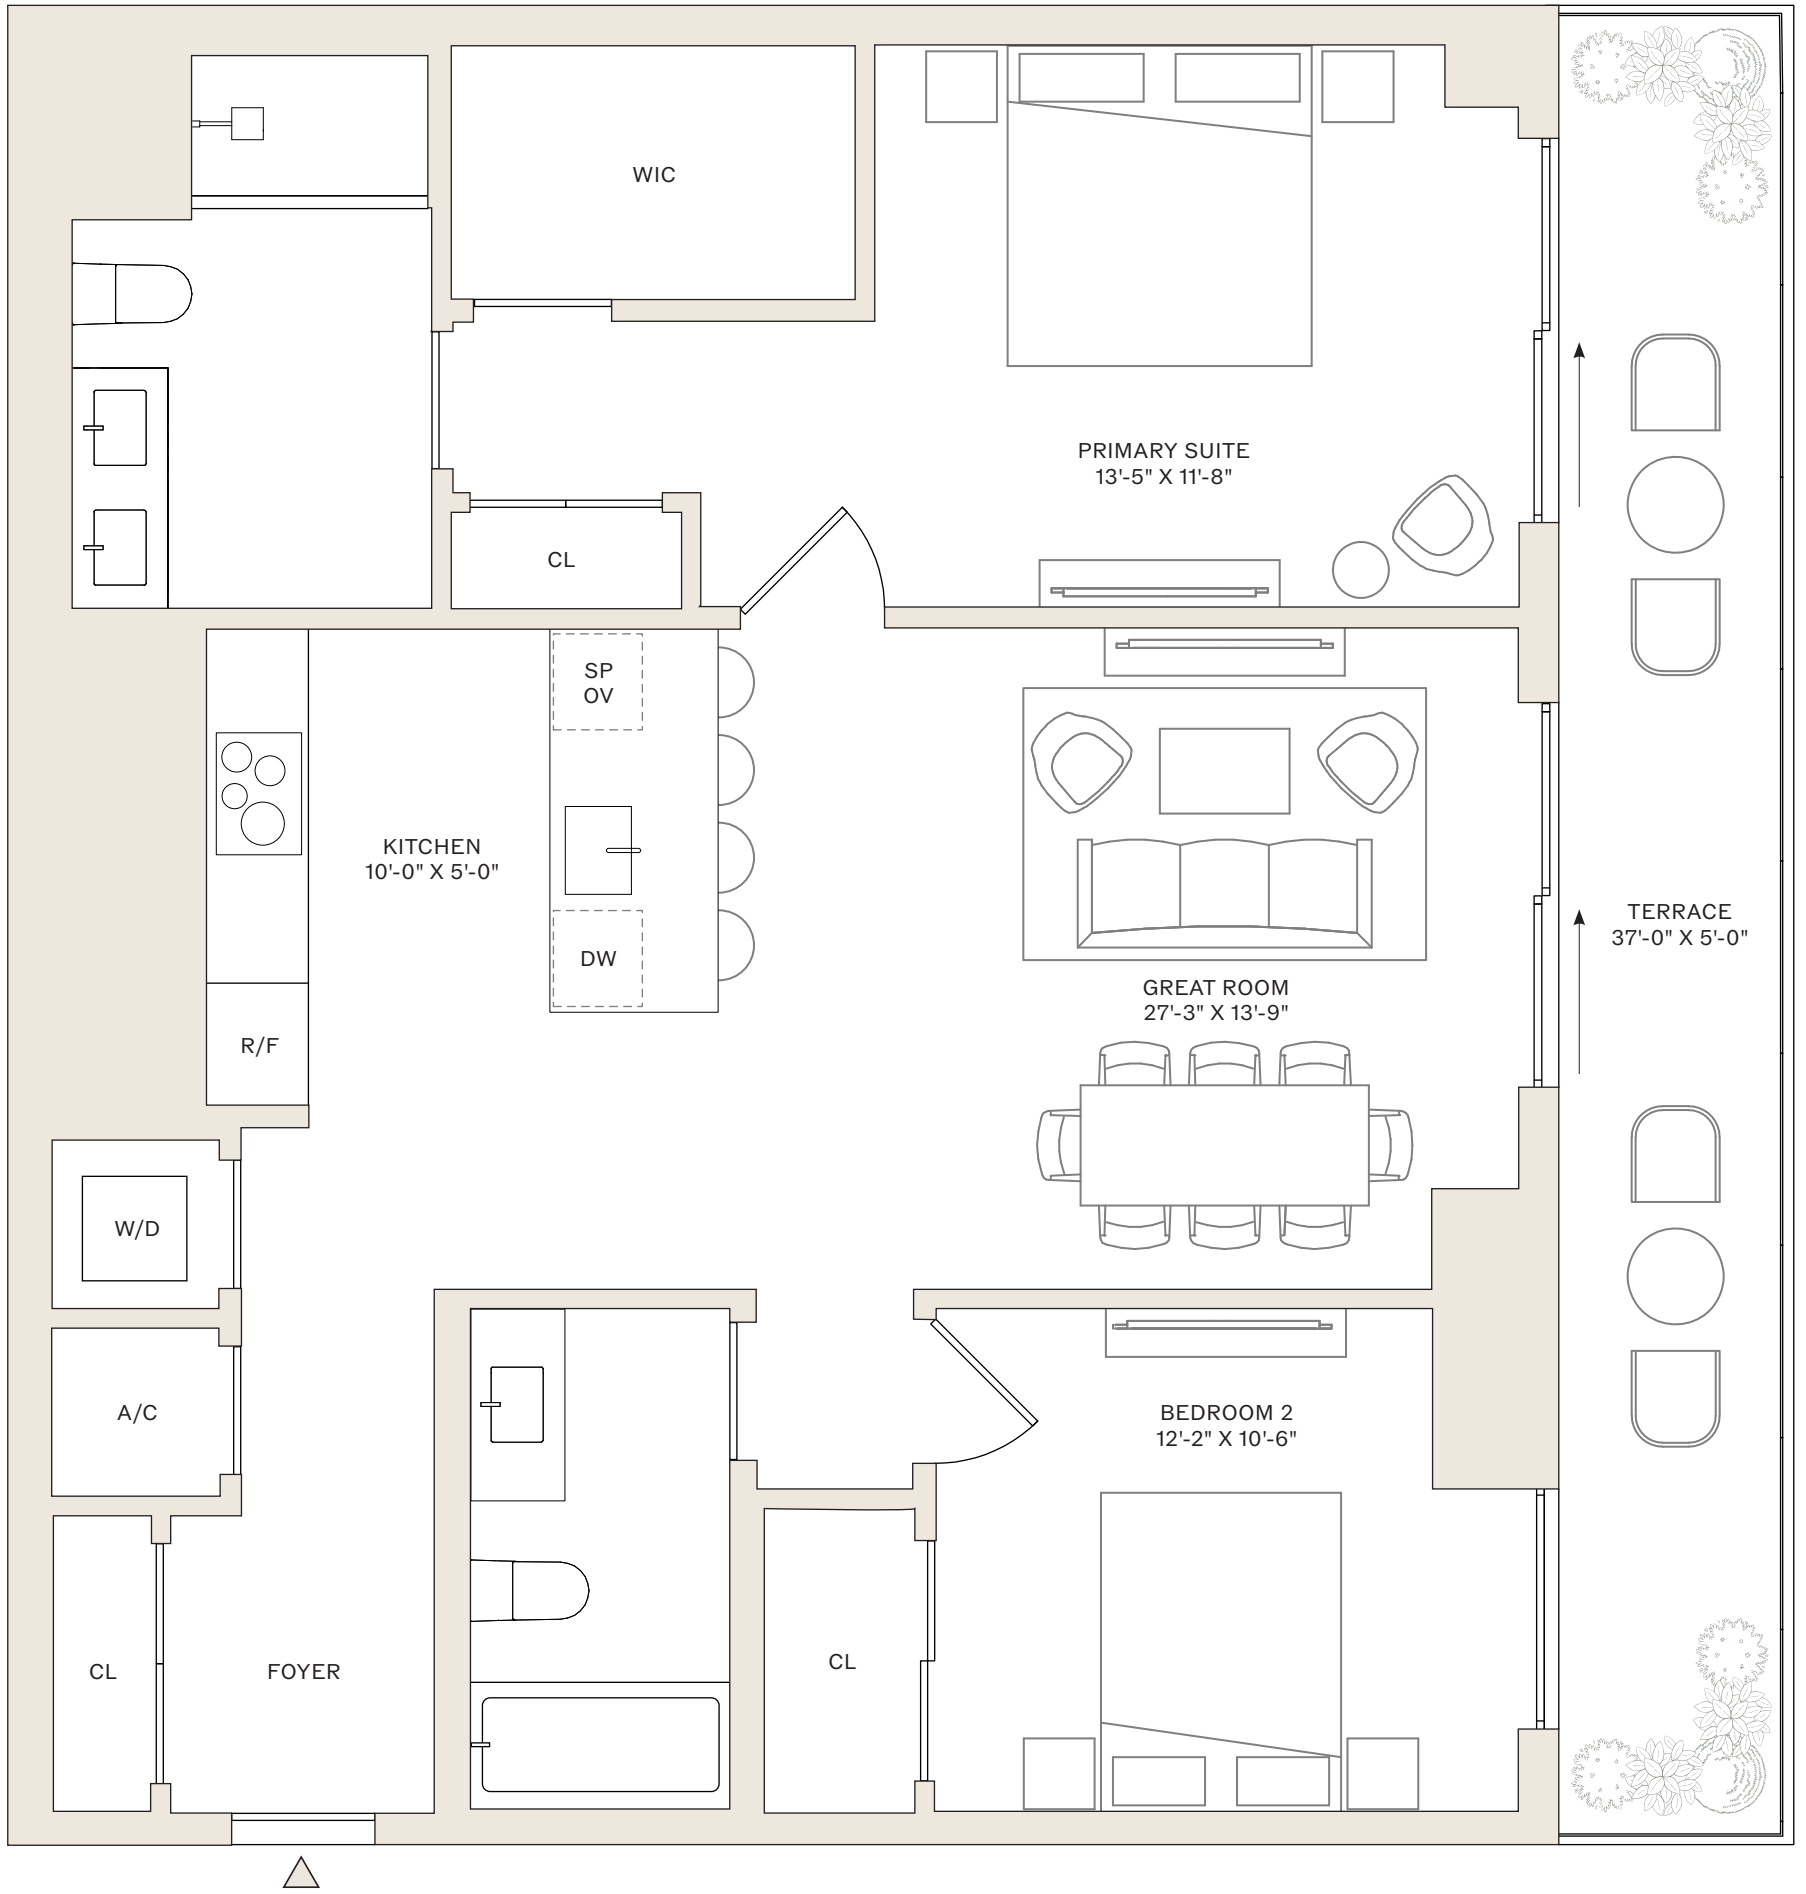 WIC
PRIMARY SUITE
13'-5" X 11'-8"
CL
SP
OV
KITCHEN
10'-0" X 5'-0"
DW
TERRACE
37'-0" X 5'-0"
GREAT ROOM
27'-3" X 13'-9"
R/F
W/D
A/C
BEDROOM 2
12'-2" X 10'-6"
CL
FOYER
CL